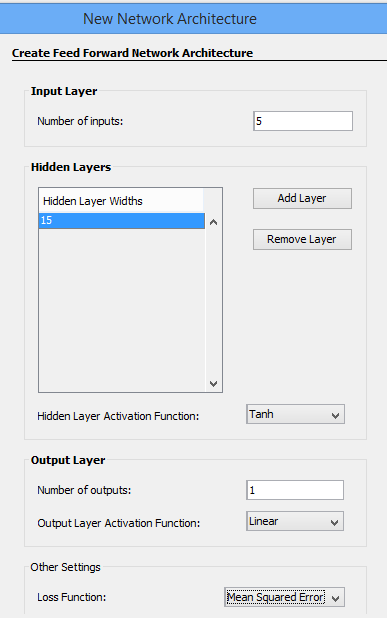 New Network Architecture
Create Feed Forward Network Architecture
Input Layer
Number of inputs: 5
Hidden Layers
Hidden Layer Widths
15
Add Layer
Remove Layer
Hidden Layer Activation Function: Tanh
Output Layer
Number of outputs: 1
Output Layer Activation Function: Linear
Other Settings
Loss Function: Mean Squared Error